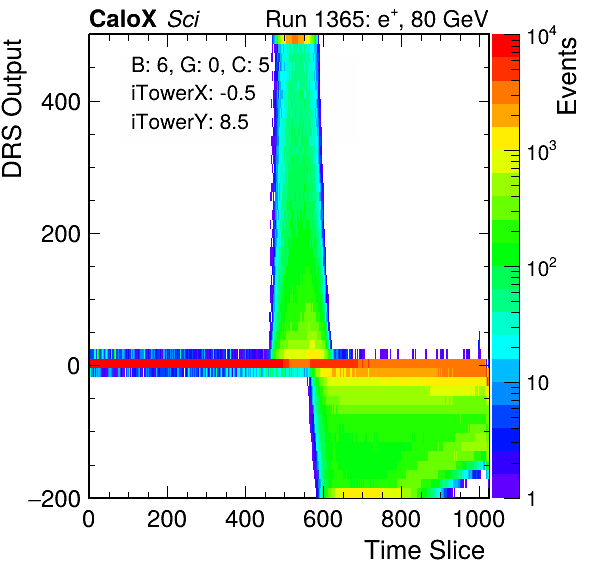 CaloX Sci Run 1365: e⁺, 80 GeV
B: 6, G: 0, C: 5
iTowerX: -0.5
iTowerY: 8.5
DRS Output
400
200
0
−200
0 200 400 600 800 1000
Time Slice
10⁴
10³
10²
10
1
Events